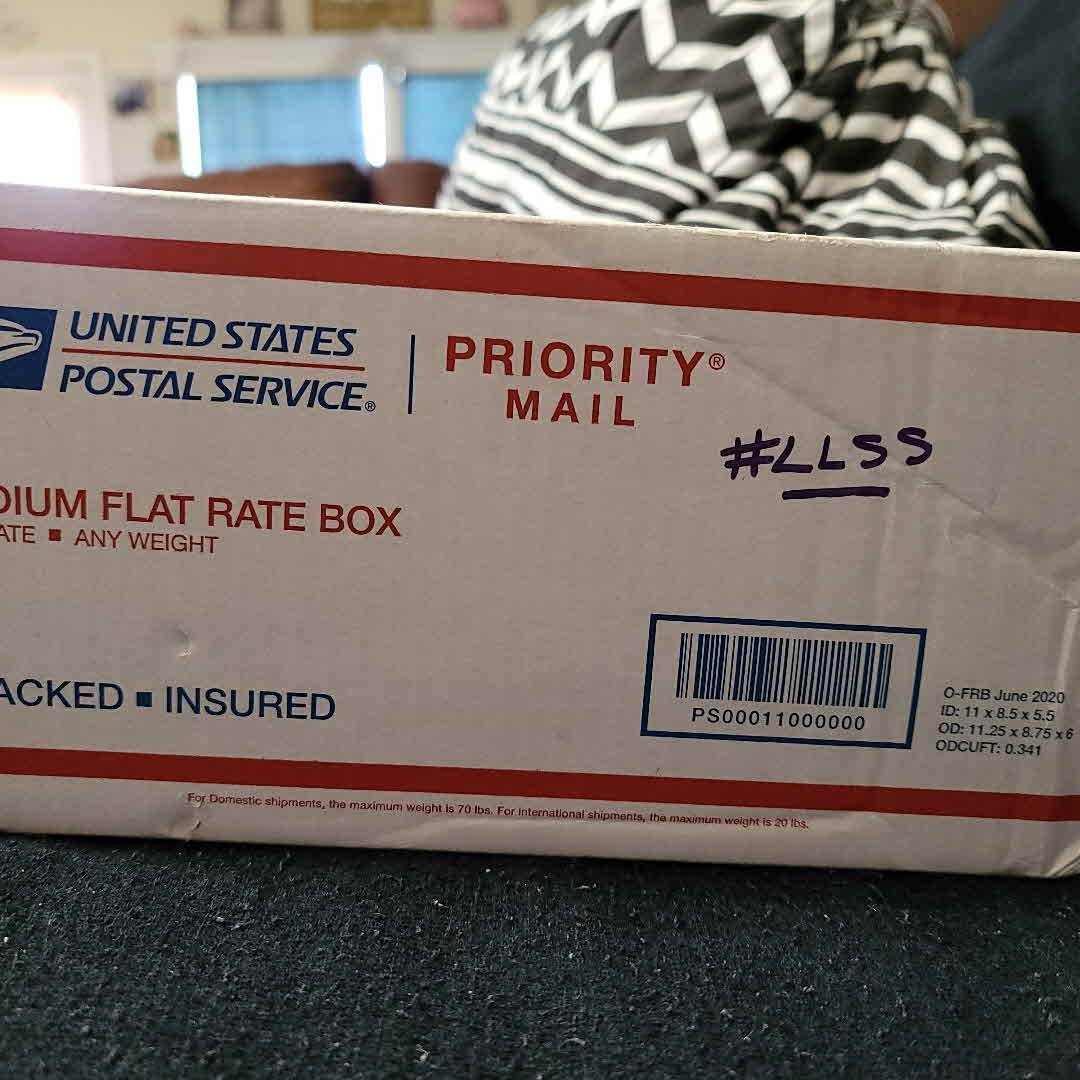 UNITED STATES
POSTAL SERVICE®
PRIORITY®
MAIL
#LLSS
DIUM FLAT RATE BOX
ATE ■ ANY WEIGHT
ACKED ■ INSURED
PS00011000000
O-FRB June 2020
ID: 11 x 8.5 x 5.5
OD: 11.25 x 8.75 x 6
ODCUFT: 0.341
For Domestic shipments, the maximum weight is 70 lbs. For international shipments, the maximum weight is 20 lbs.